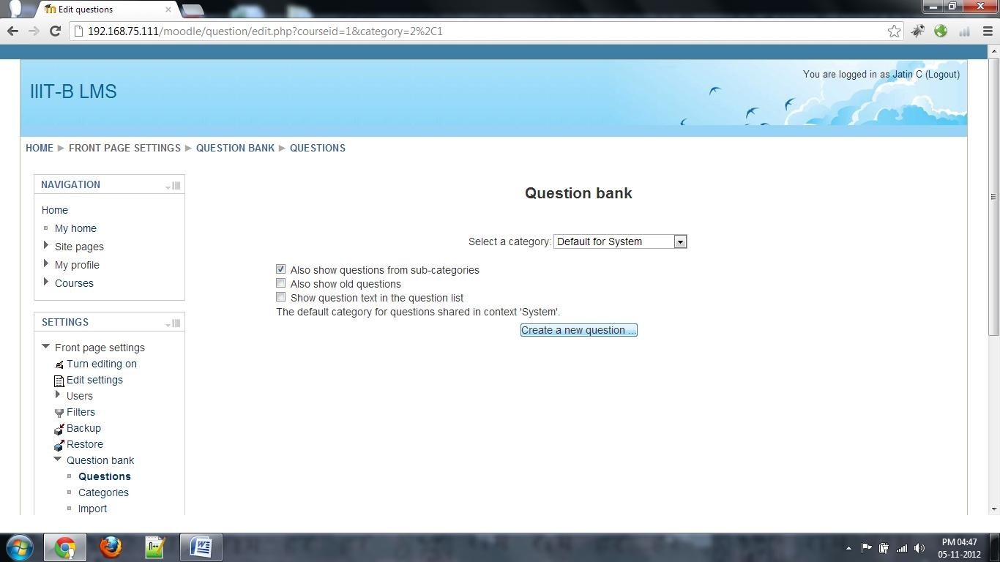 Edit questions
192.168.75.111/moodle/question/edit.php?courseid=1&category=2%2C1
You are logged in as Jatin C (Logout)
IIIT-B LMS
HOME ► FRONT PAGE SETTINGS ► QUESTION BANK ► QUESTIONS
NAVIGATION
Home
My home
Site pages
My profile
Courses
SETTINGS
Front page settings
Turn editing on
Edit settings
Users
Filters
Backup
Restore
Question bank
Questions
Categories
Import
Question bank
Select a category: Default for System
Also show questions from sub-categories
Also show old questions
Show question text in the question list
The default category for questions shared in context 'System'.
Create a new question ...
PM 04:47
05-11-2012